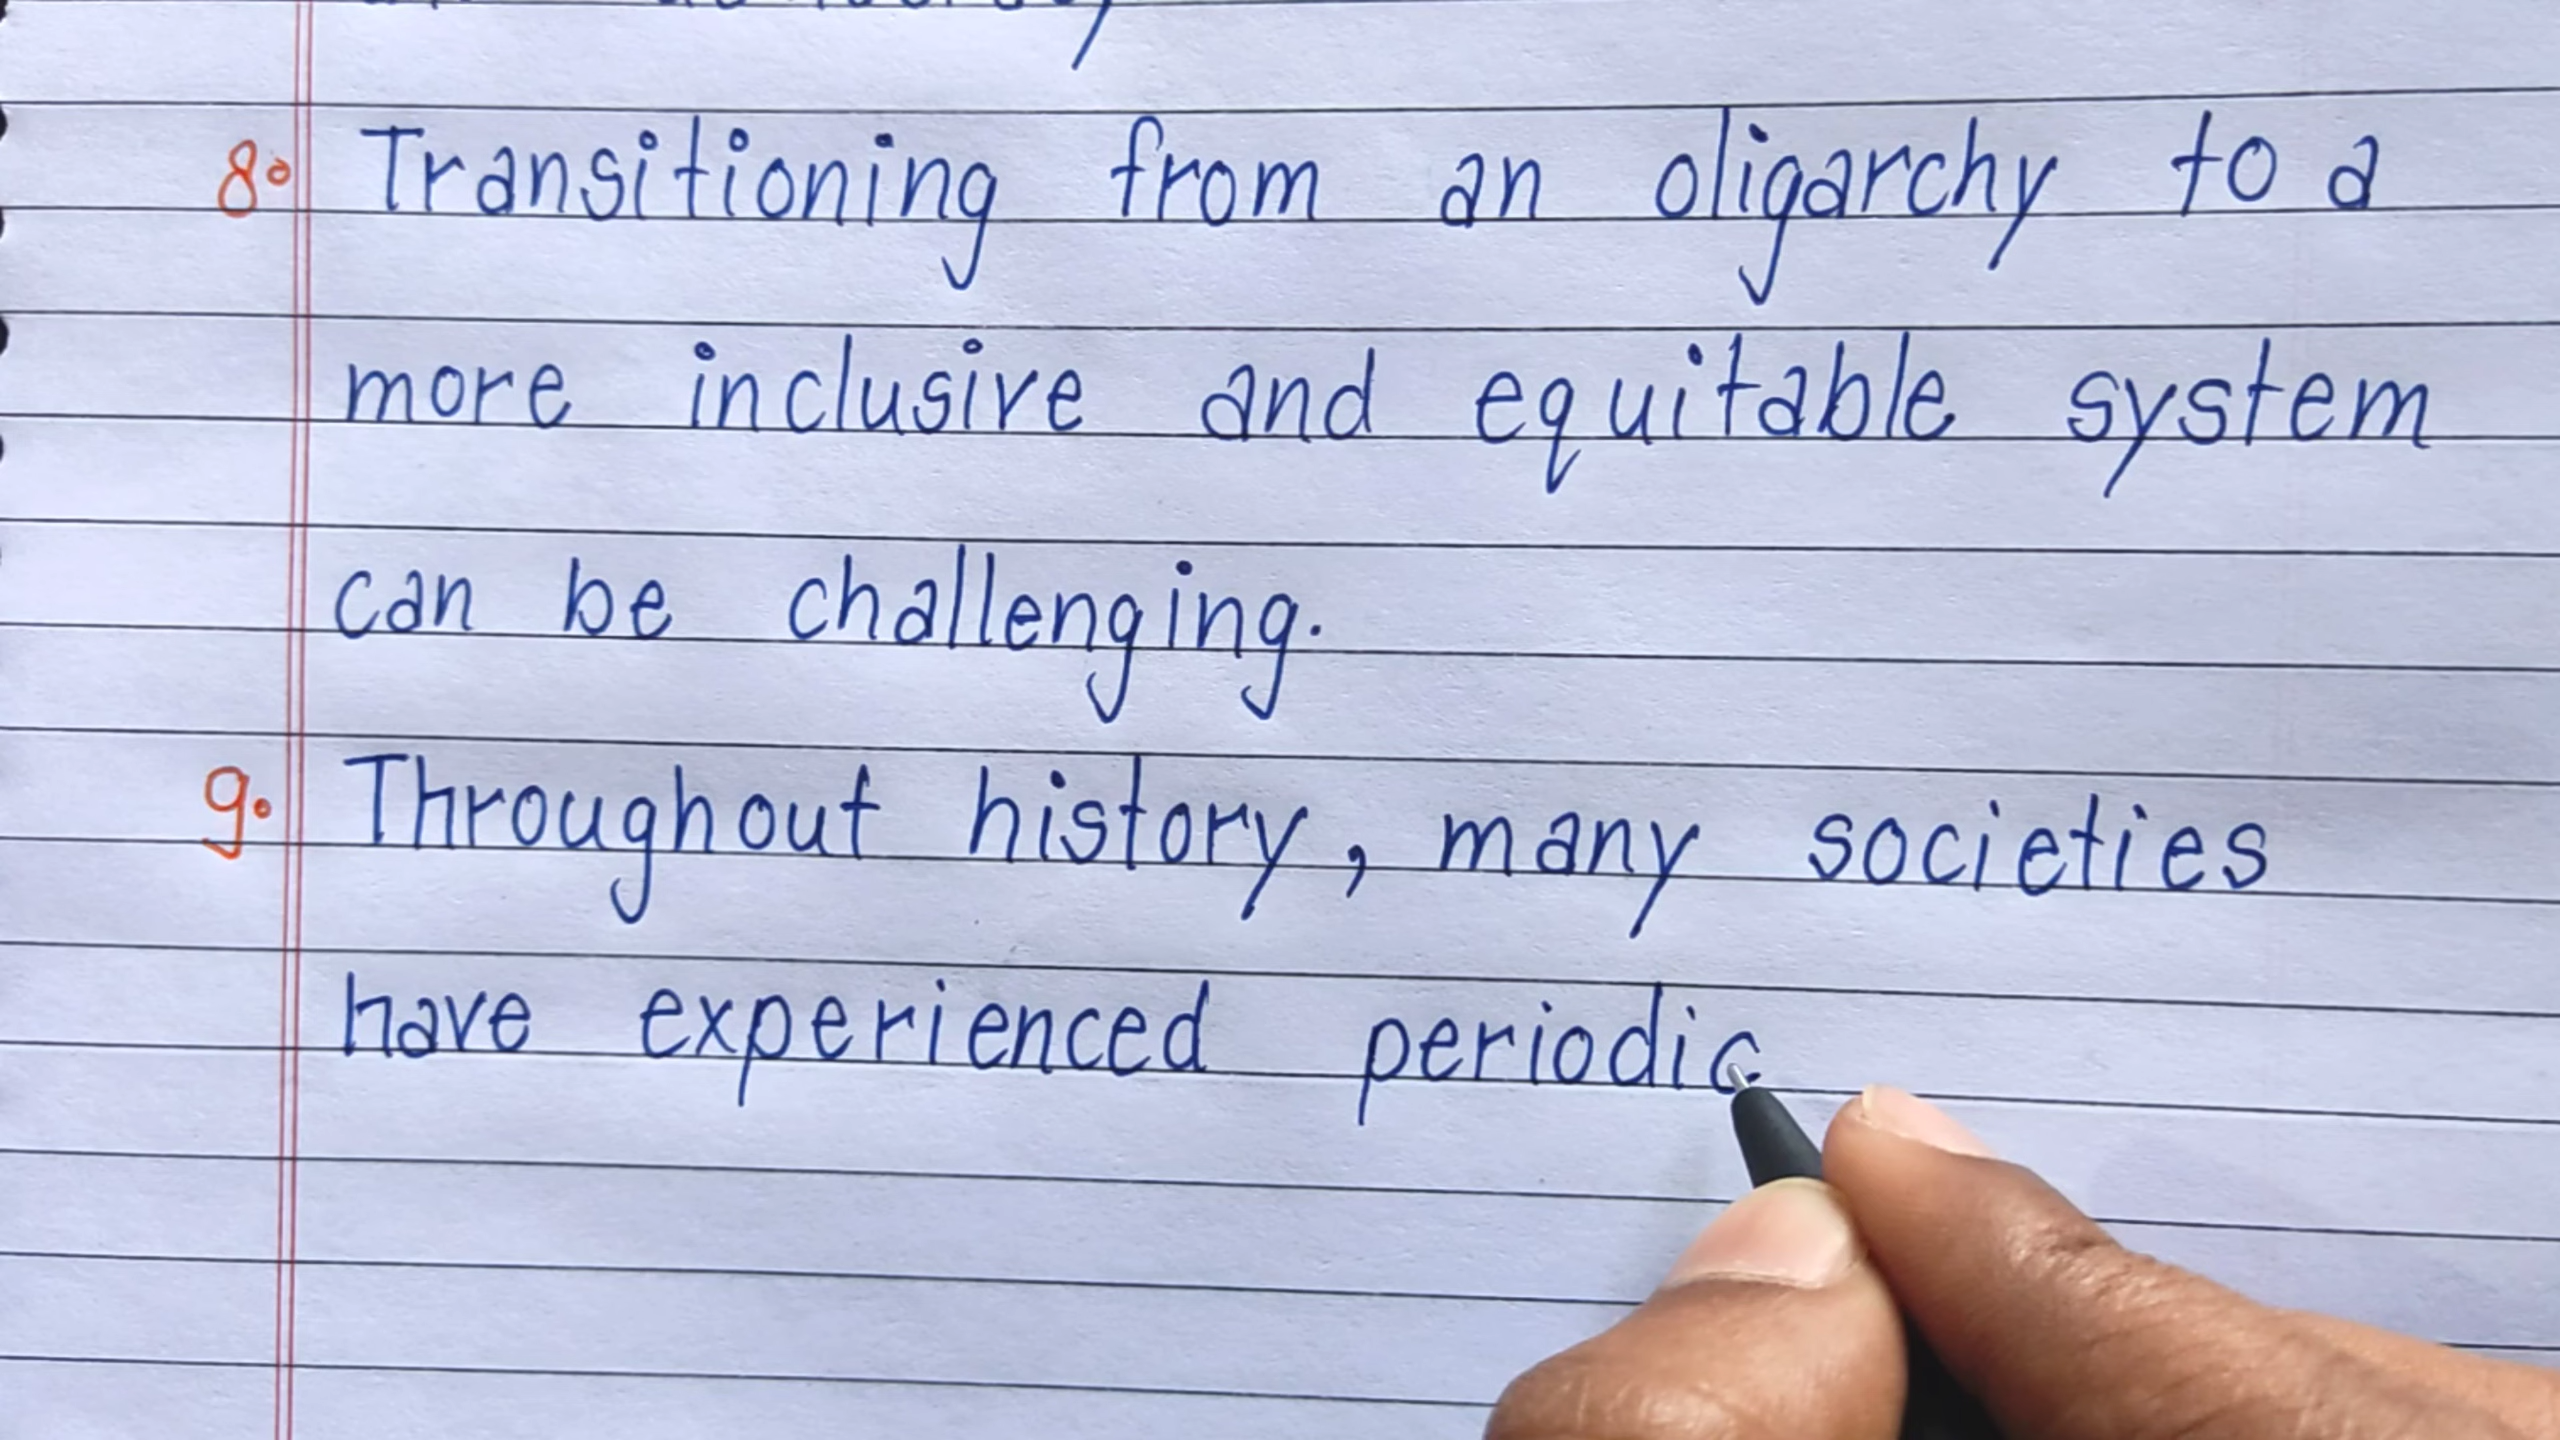 8. Transitioning from an oligarchy to a
more inclusive and equitable system
can be challenging.
9. Throughout history, many societies
have experienced periodic